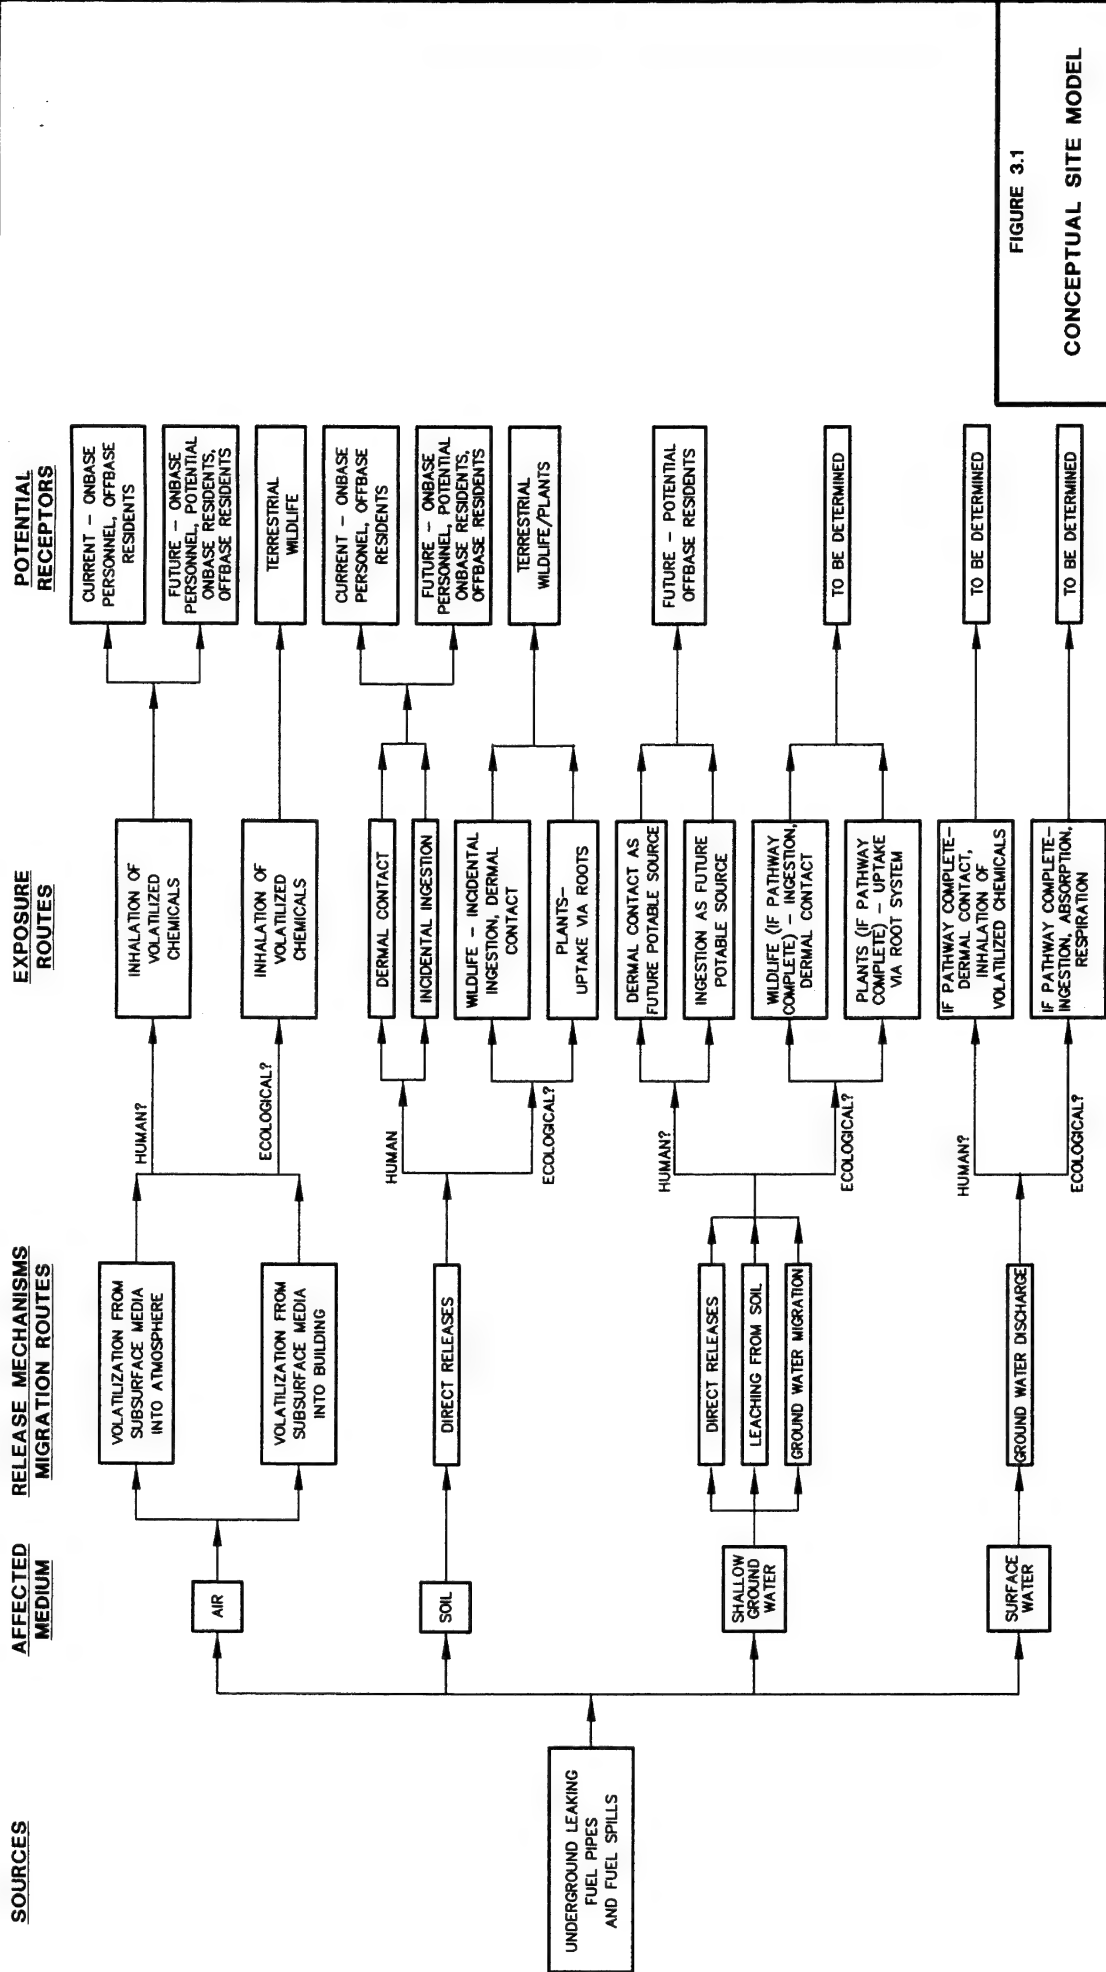 SOURCES
AFFECTED
MEDIUM
RELEASE MECHANISMS
MIGRATION ROUTES
EXPOSURE
ROUTES
POTENTIAL
RECEPTORS
UNDERGROUND LEAKING
FUEL PIPES
AND FUEL SPILLS
AIR
VOLATILIZATION FROM
SUBSURFACE MEDIA
INTO ATMOSPHERE
VOLATILIZATION FROM
SUBSURFACE MEDIA
INTO BUILDING
HUMAN?
ECOLOGICAL?
INHALATION OF
VOLATILIZED
CHEMICALS
INHALATION OF
VOLATILIZED
CHEMICALS
CURRENT – ONBASE
PERSONNEL, OFFBASE
RESIDENTS
FUTURE – ONBASE
PERSONNEL, POTENTIAL
ONBASE RESIDENTS,
OFFBASE RESIDENTS
TERRESTRIAL
WILDLIFE
SOIL
DIRECT RELEASES
HUMAN
ECOLOGICAL?
DERMAL CONTACT
INCIDENTAL INGESTION
WILDLIFE – INCIDENTAL
INGESTION, DERMAL
CONTACT
PLANTS–
UPTAKE VIA ROOTS
CURRENT – ONBASE
PERSONEL, OFFBASE
RESIDENTS
FUTURE – ONBASE
PERSONNEL, POTENTIAL
ONBASE RESIDENTS,
OFFBASE RESIDENTS
TERRESTRIAL
WILDLIFE/PLANTS
SHALLOW
GROUND
WATER
DIRECT RELEASES
LEACHING FROM SOIL
GROUND WATER MIGRATION
HUMAN?
ECOLOGICAL?
DERMAL CONTACT AS
FUTURE POTABLE SOURCE
INGESTION AS FUTURE
POTABLE SOURCE
WILDLIFE (IF PATHWAY
COMPLETE) – INGESTION,
DERMAL CONTACT
PLANTS (IF PATHWAY
COMPLETE) – UPTAKE
VIA ROOT SYSTEM
FUTURE – POTENTIAL
OFFBASE RESIDENTS
TO BE DETERMINED
SURFACE
WATER
GROUND WATER DISCHARGE
HUMAN?
ECOLOGICAL?
IF PATHWAY COMPLETE–
DERMAL CONTACT,
INHALATION OF
VOLATILIZED CHEMICALS
IF PATHWAY COMPLETE–
INGESTION, ABSORPTION,
RESPIRATION
TO BE DETERMINED
TO BE DETERMINED
FIGURE 3.1
CONCEPTUAL SITE MODEL